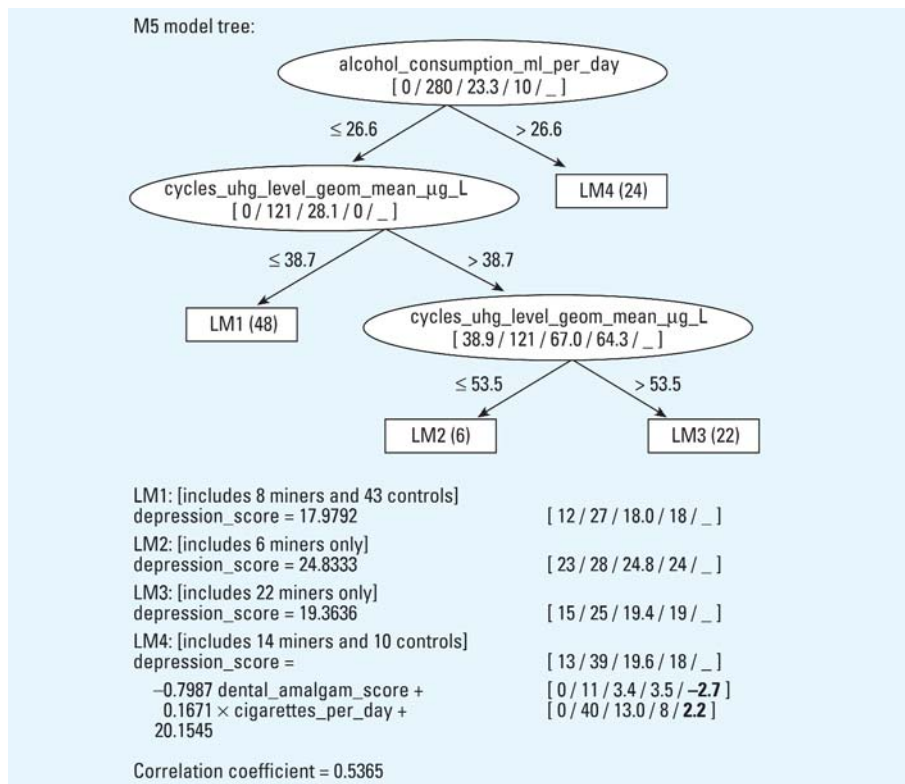 M5 model tree:
alcohol_consumption_ml_per_day
[ 0 / 280 / 23.3 / 10 / _ ]
≤ 26.6
> 26.6
cycles_uhg_level_geom_mean_µg_L
[ 0 / 121 / 28.1 / 0 / _ ]
LM4 (24)
≤ 38.7
> 38.7
LM1 (48)
cycles_uhg_level_geom_mean_µg_L
[ 38.9 / 121 / 67.0 / 64.3 / _ ]
≤ 53.5
> 53.5
LM2 (6)
LM3 (22)
LM1: [includes 8 miners and 43 controls]
depression_score = 17.9792 [ 12 / 27 / 18.0 / 18 / _ ]
LM2: [includes 6 miners only]
depression_score = 24.8333 [ 23 / 28 / 24.8 / 24 / _ ]
LM3: [includes 22 miners only]
depression_score = 19.3636 [ 15 / 25 / 19.4 / 19 / _ ]
LM4: [includes 14 miners and 10 controls]
depression_score = [ 13 / 39 / 19.6 / 18 / _ ]
–0.7987 dental_amalgam_score + [ 0 / 11 / 3.4 / 3.5 / –2.7 ]
0.1671 × cigarettes_per_day + [ 0 / 40 / 13.0 / 8 / 2.2 ]
20.1545
Correlation coefficient = 0.5365